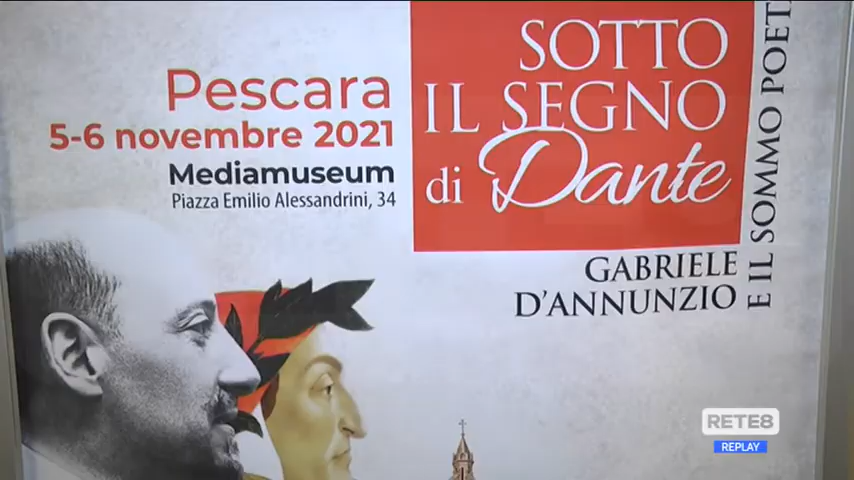 Pescara
5-6 novembre 2021
Mediamuseum
Piazza Emilio Alessandrini, 34
SOTTO
IL SEGNO
di Dante
GABRIELE
D'ANNUNZIO
E IL SOMMO POETA
RETE8
REPLAY